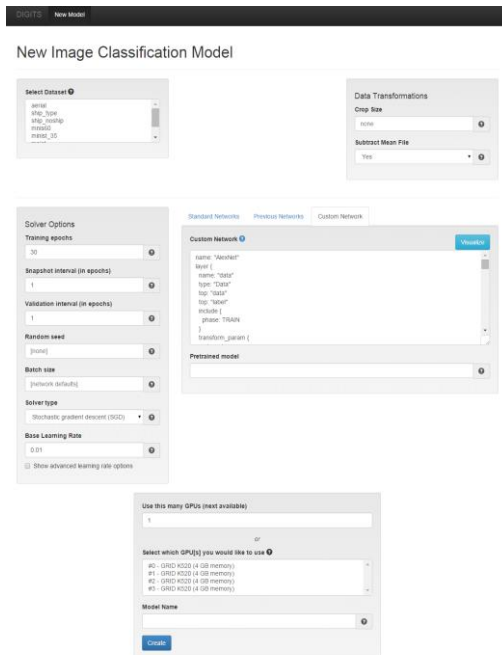 DIGITS New Model
New Image Classification Model
Select Dataset
aerial
ship_type
ship_noship
minist_35
Data Transformations
Crop Size
none
Subtract Mean File
Yes
Solver Options
Training epochs
30
Snapshot interval (in epochs)
1
Validation interval (in epochs)
1
Random seed
[none]
Batch size
[network defaults]
Solver type
Stochastic gradient descent (SGD)
Base Learning Rate
0.01
Show advanced learning rate options
Standard Networks Previous Networks Custom Network
Custom Network
Visualize
name: "AlexNet"
layer {
name: "data"
type: "Data"
top: "data"
top: "label"
include {
phase: TRAIN
}
transform_param {
Pretrained model
Use this many GPUs (next available)
1
or
Select which GPU[s] you would like to use
#0 - GRID K520 (4 GB memory)
#1 - GRID K520 (4 GB memory)
#2 - GRID K520 (4 GB memory)
#3 - GRID K520 (4 GB memory)
Model Name
Create